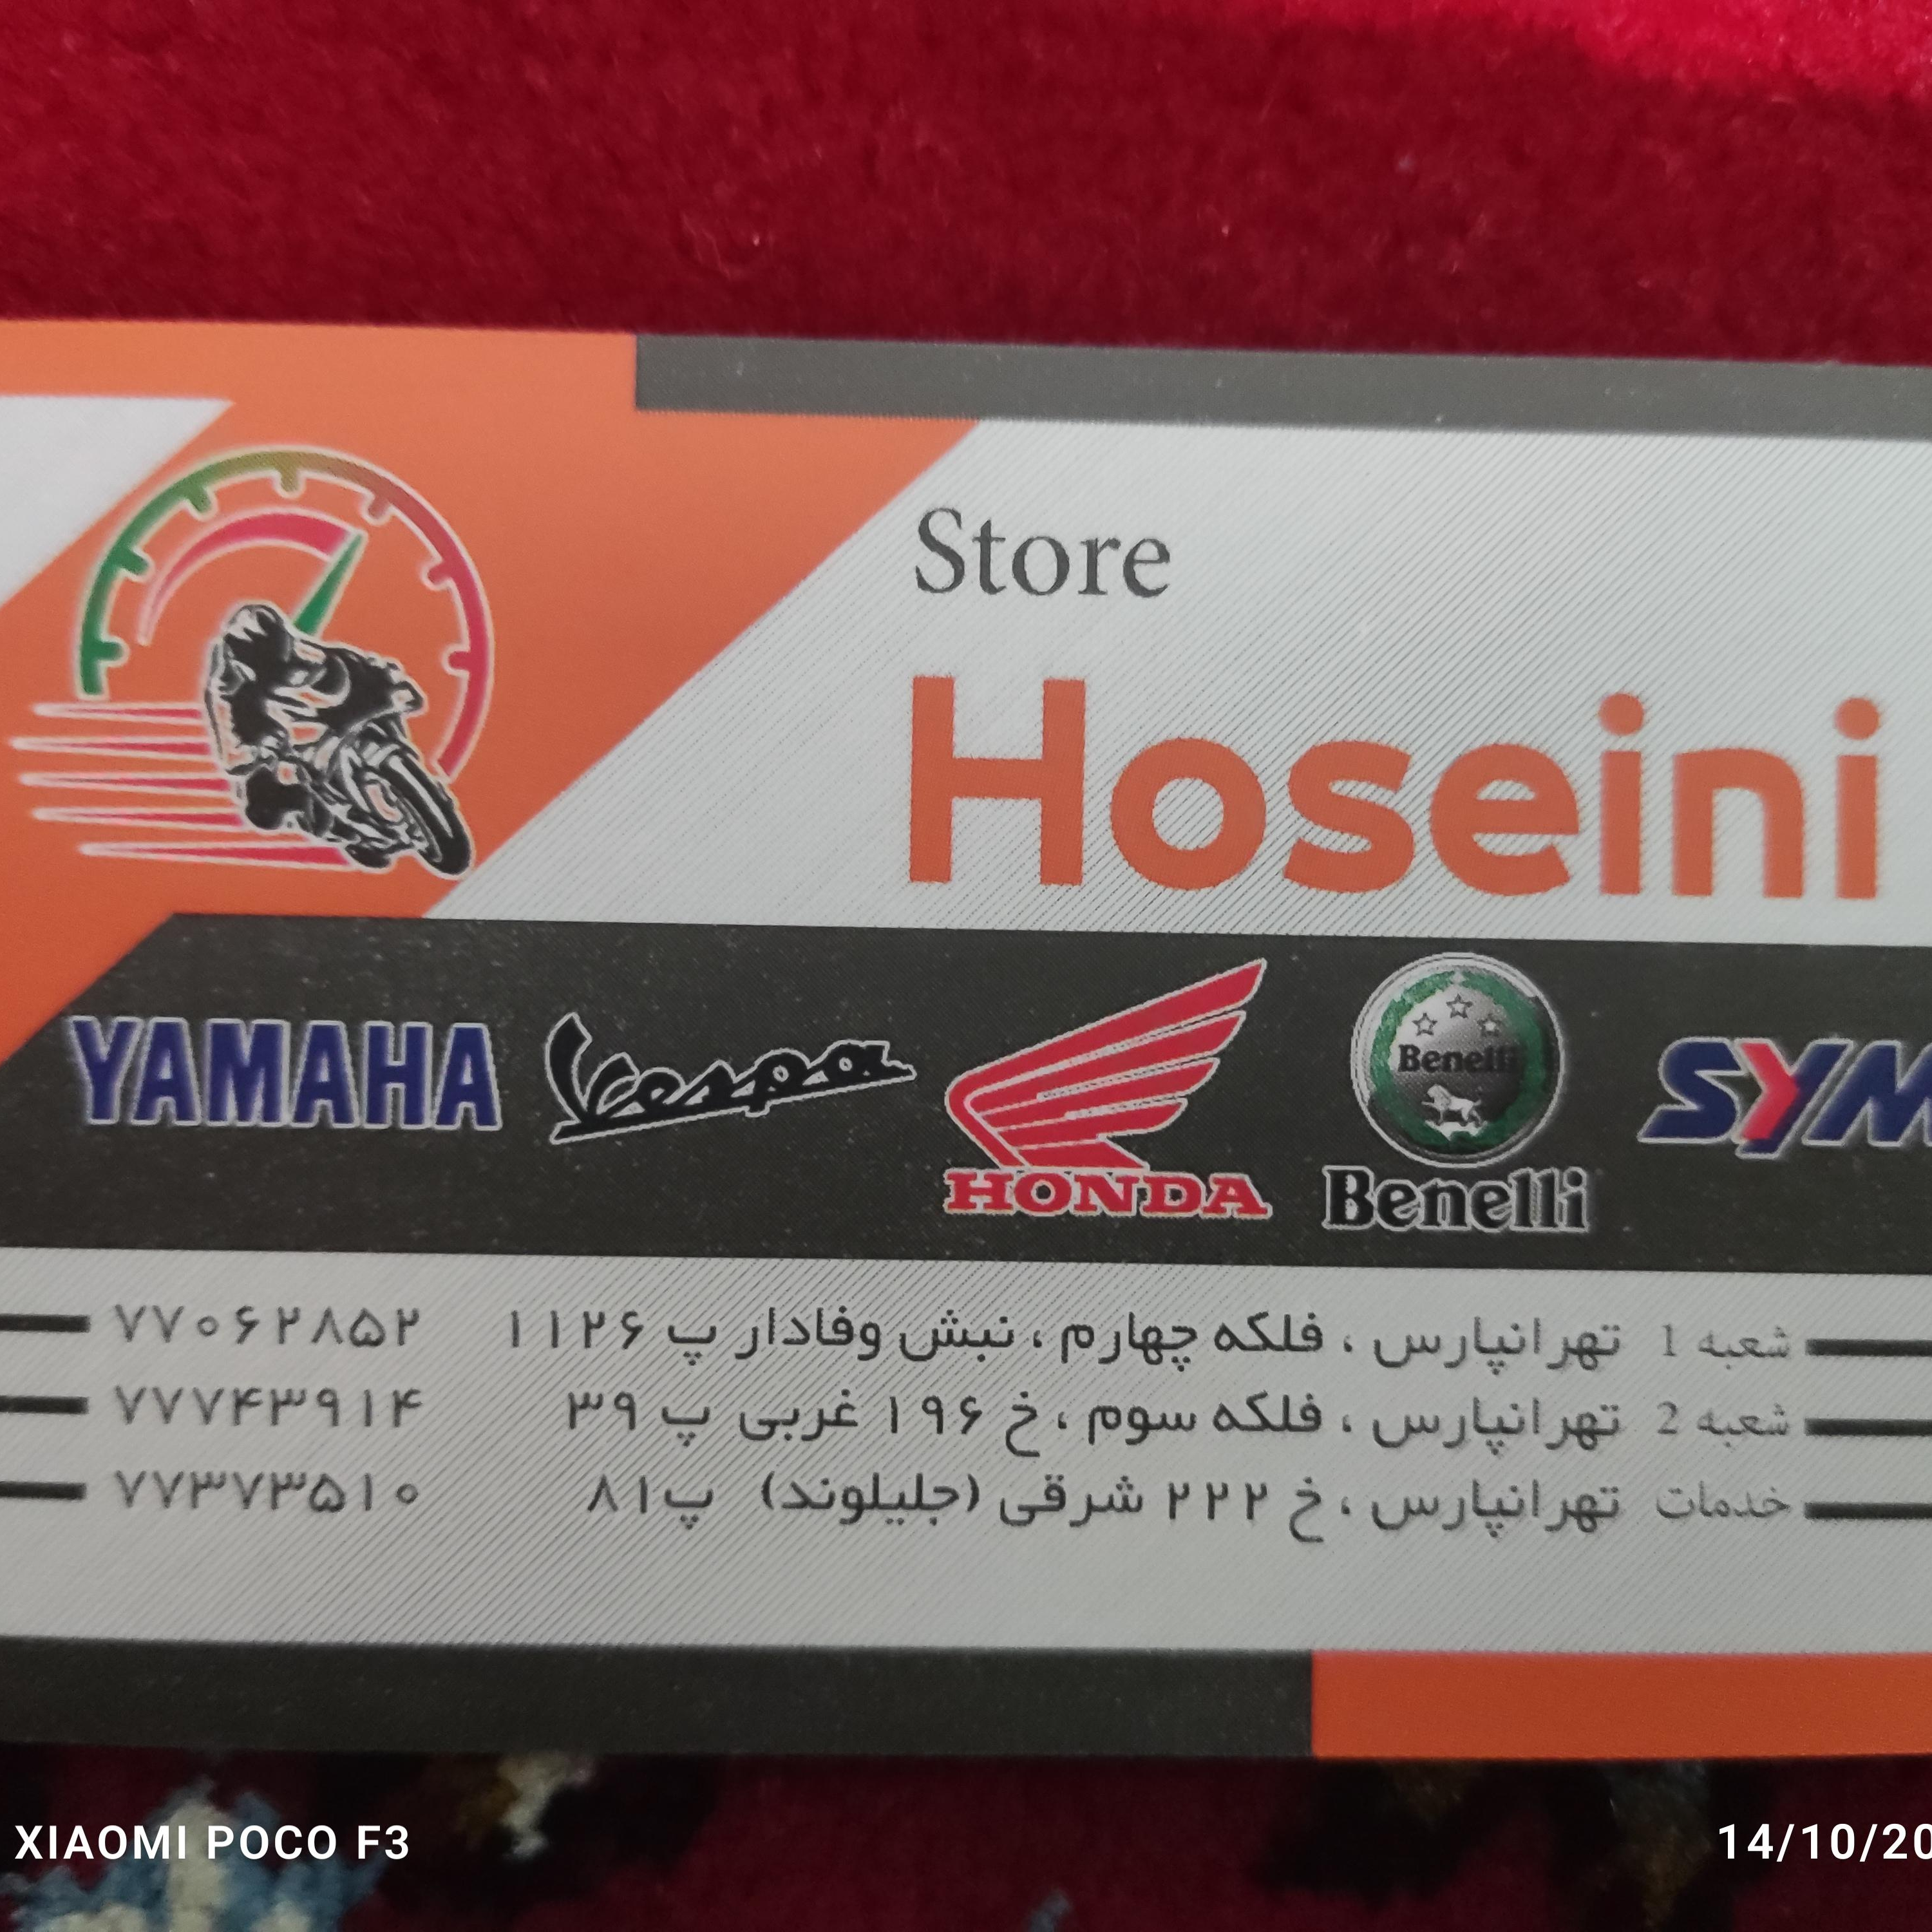 Store
Hoseini
YAMAHA Vespa HONDA Benelli Benelli SYM
شعبه 1 تهرانپارس ، فلکه چهارم ، نبش وفادار پ ۱۱۲۶ ۷۷۰۶۲۸۵۲
شعبه 2 تهرانپارس ، فلکه سوم ، خ ۱۹۶ غربی پ ۳۹ ۷۷۷۴۳۹۱۴
خدمات تهرانپارس ، خ ۲۲۲ شرقی (جلیلوند) پ۸۱ ۷۷۳۷۳۵۱۰
XIAOMI POCO F3 14/10/20